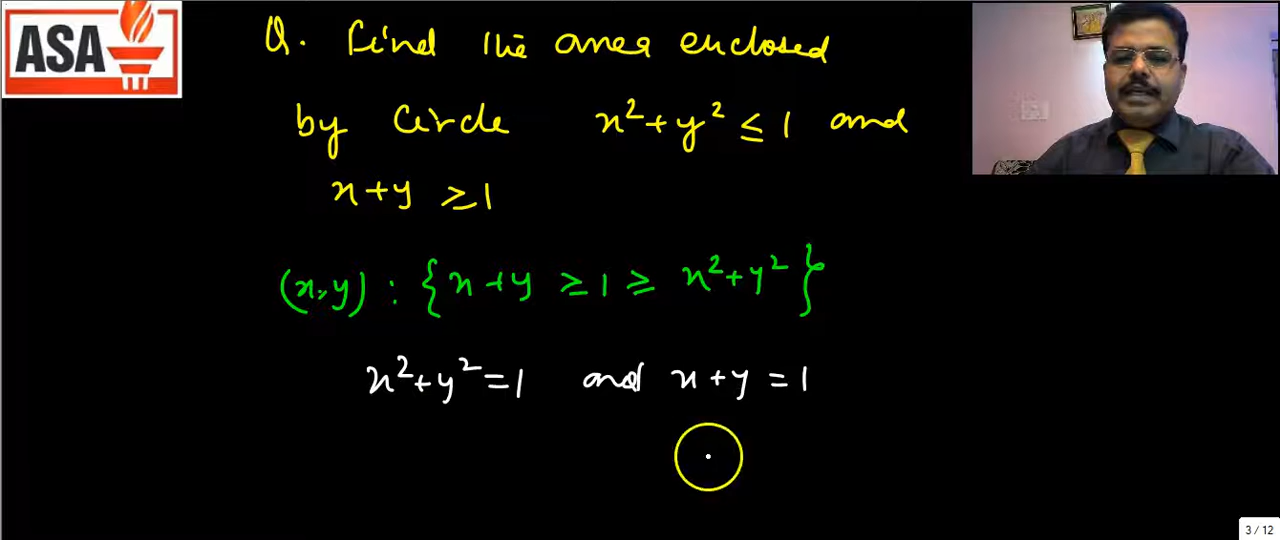 ASA
Q. Find the area enclosed
by Circle x² + y² ≤ 1 and
x + y ≥ 1
(x, y) : { x + y ≥ 1 ≥ x² + y² }
x² + y² = 1 and x + y = 1
3 / 12